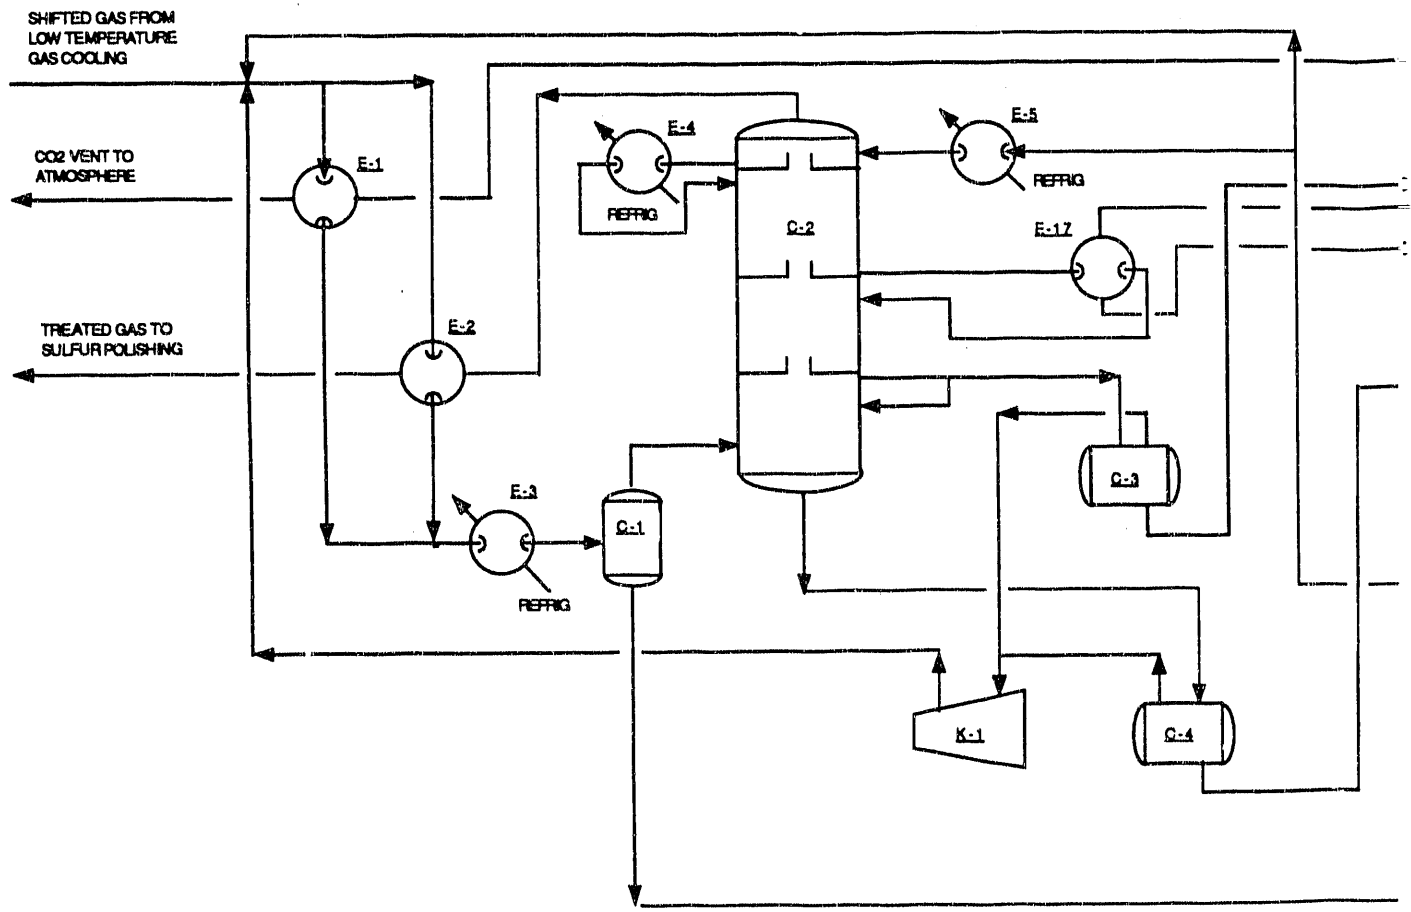 SHIFTED GAS FROM
LOW TEMPERATURE
GAS COOLING
CO2 VENT TO
ATMOSPHERE
E-1
E-4
REFRIG
E-5
REFRIG
C-2
E-17
TREATED GAS TO
SULFUR POLISHING
E-2
E-3
REFRIG
C-1
C-3
K-1
C-4